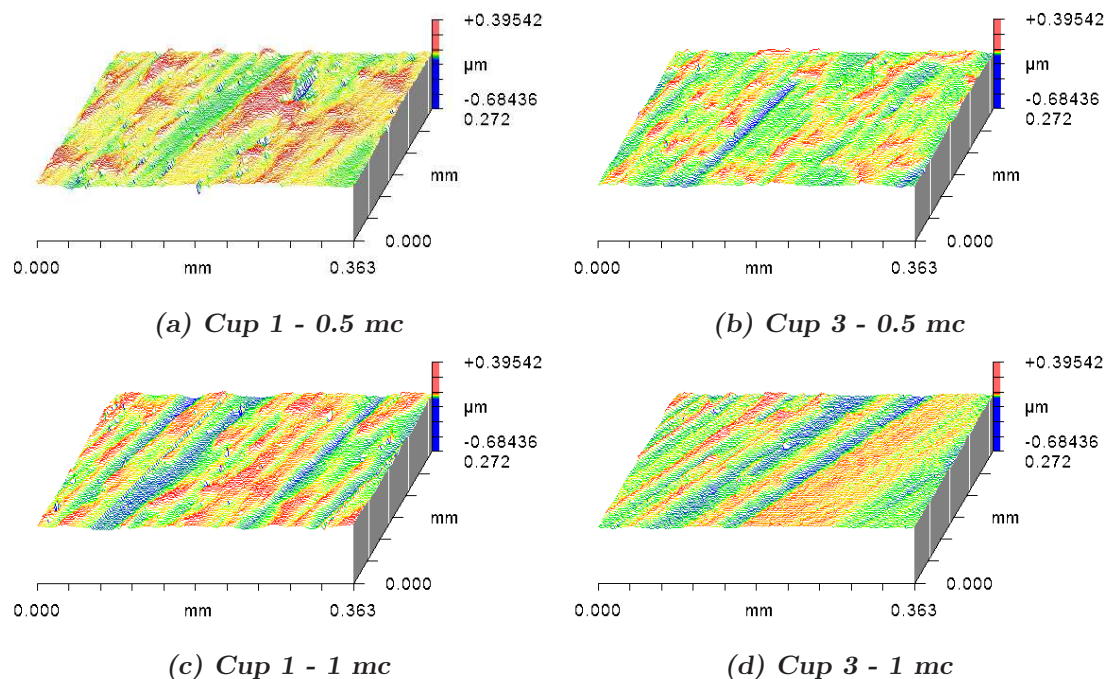 +0.39542
µm
-0.68436
0.272
mm
0.000
0.000 mm 0.363
(a) Cup 1 - 0.5 mc
+0.39542
µm
-0.68436
0.272
mm
0.000
0.000 mm 0.363
(b) Cup 3 - 0.5 mc
+0.39542
µm
-0.68436
0.272
mm
0.000
0.000 mm 0.363
(c) Cup 1 - 1 mc
+0.39542
µm
-0.68436
0.272
mm
0.000
0.000 mm 0.363
(d) Cup 3 - 1 mc